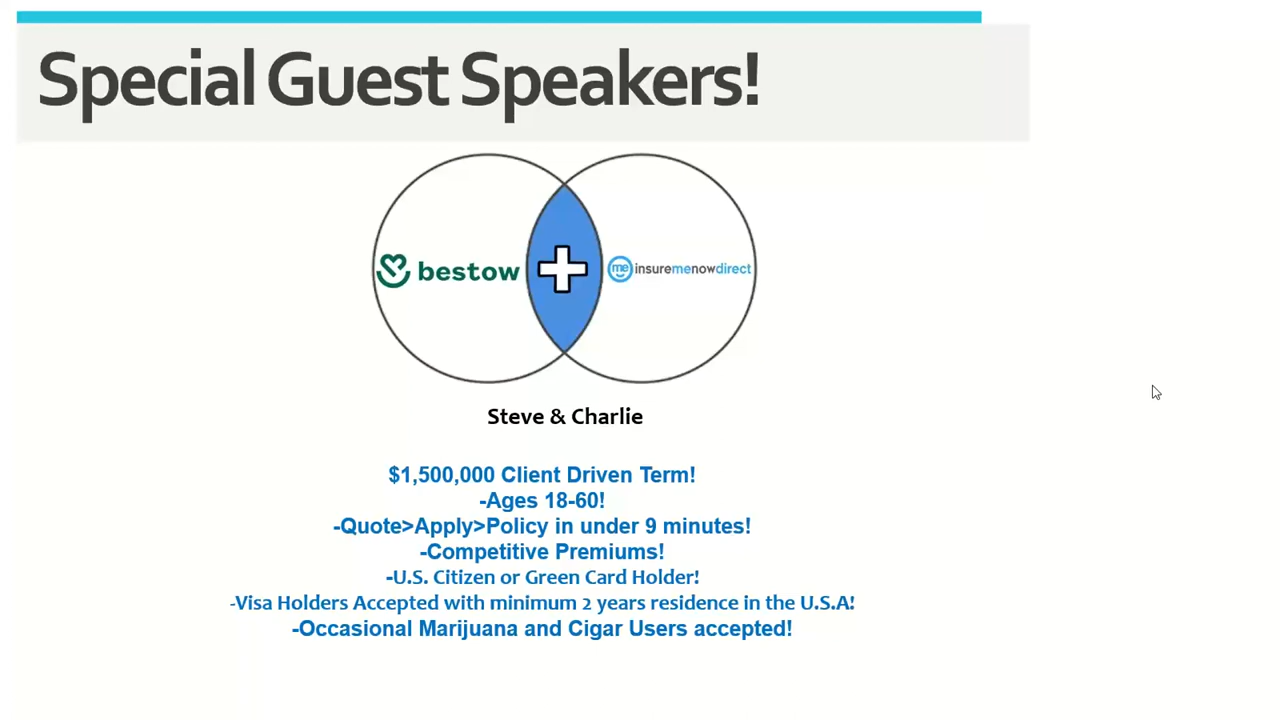 Special Guest Speakers!
bestow
me insuremenowdirect
Steve & Charlie
$1,500,000 Client Driven Term!
-Ages 18-60!
-Quote>Apply>Policy in under 9 minutes!
-Competitive Premiums!
-U.S. Citizen or Green Card Holder!
-Visa Holders Accepted with minimum 2 years residence in the U.S.A!
-Occasional Marijuana and Cigar Users accepted!